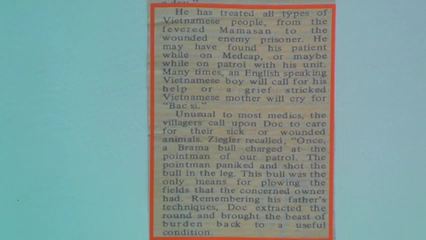 He has treated all types of
Vietnamese people, from the
fevered Mamasan to the
wounded enemy prisoner. He
may have found his patient
while on Medcap, or maybe
while on patrol with his unit.
Many times, an English speaking
Vietnamese boy will call for his
help or a grief stricked
Vietnamese mother will cry for
"Bac si."
Unusual to most medics, the
villagers call upon Doc to care
for their sick or wounded
animals. Ziegler recalled, "Once,
a Brama bull charged at the
pointman of our patrol. The
pointman paniked and shot the
bull in the leg. This bull was the
only means for plowing the
fields that the concerned owner
had. Remembering his father's
techniques, Doc extracted the
round and brought the beast of
burden back to a useful
condition.